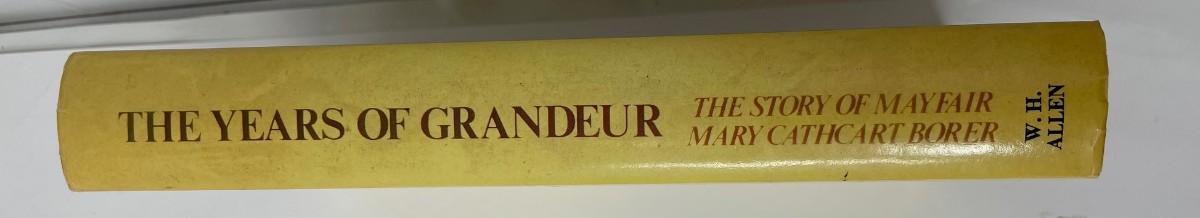 THE YEARS OF GRANDEUR
THE STORY OF MAYFAIR
MARY CATHCART BORER
W. H.
ALLEN